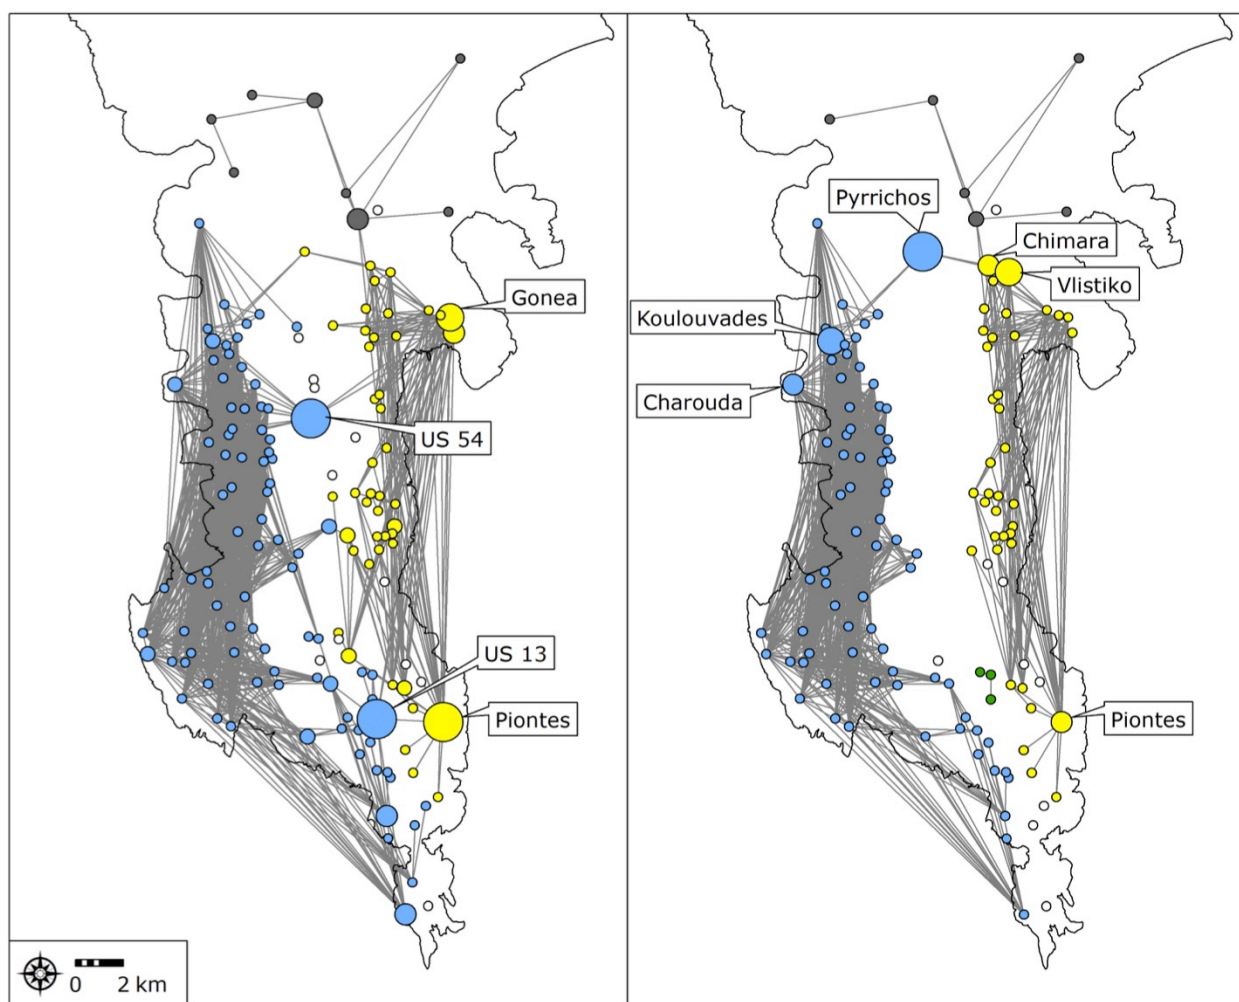 Gonea
US 54
US 13
Piontes
0 2 km
Pyrrichos
Chimara
Vlistiko
Koulouvades
Charouda
Piontes